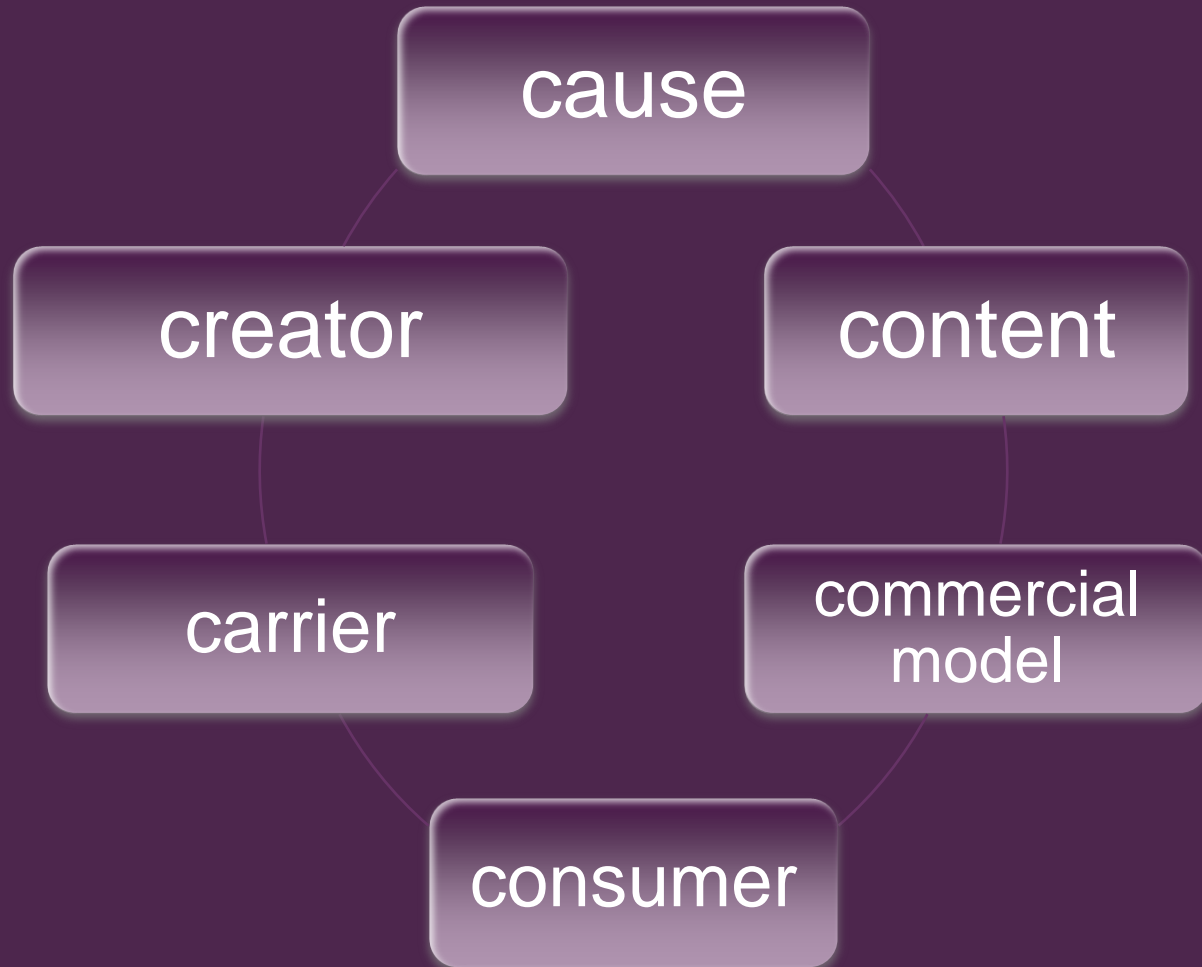 cause
creator
content
carrier
commercial
model
consumer